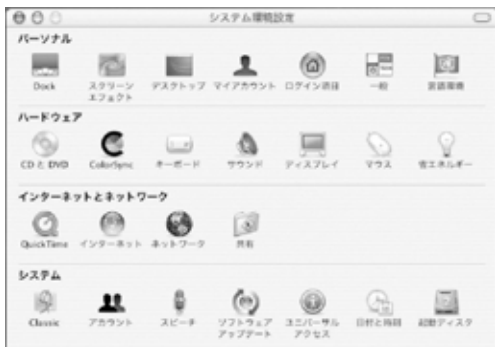 システム環境設定
パーソナル
Dock スクリーン エフェクト デスクトップ マイアカウント ログイン項目 一般 言語環境
ハードウェア
CD と DVD ColorSync キーボード サウンド ディスプレイ マウス 省エネルギー
インターネットとネットワーク
QuickTime インターネット ネットワーク 共有
システム
Classic アカウント スピーチ ソフトウェア アップデート ユニバーサル アクセス 日付と時刻 起動ディスク